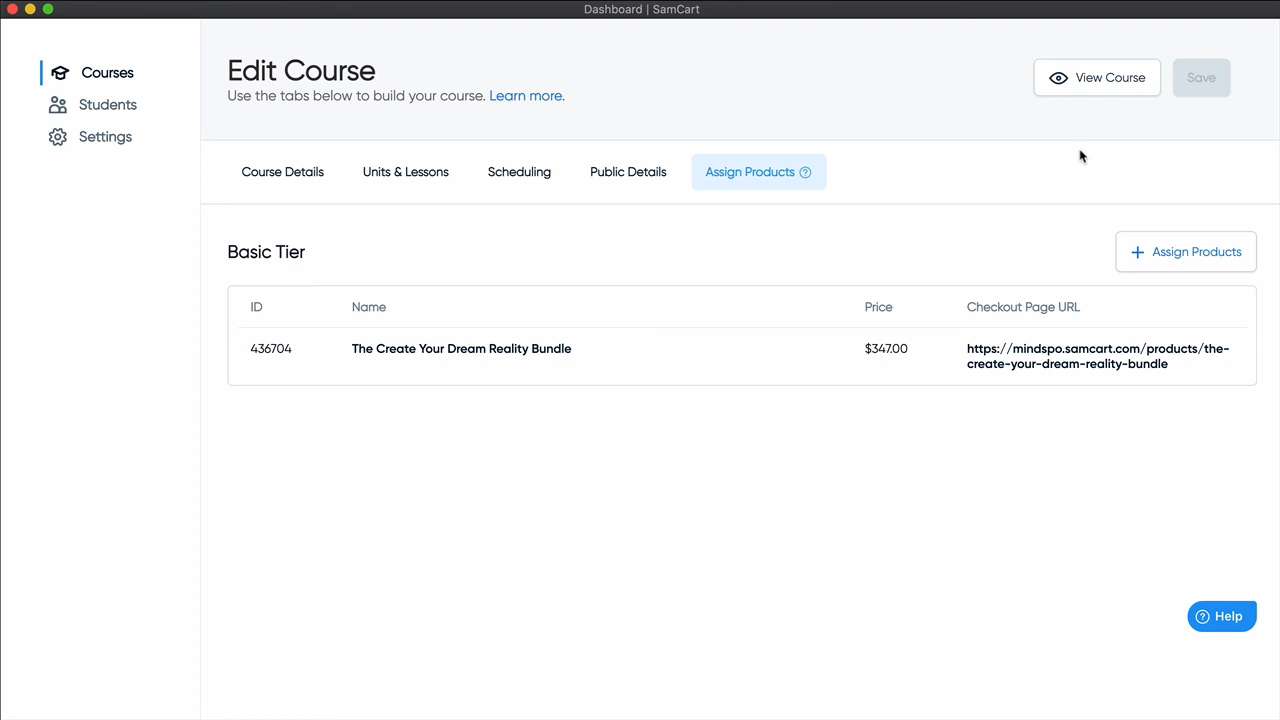 Dashboard | SamCart
Courses
Students
Settings
Edit Course
Use the tabs below to build your course. Learn more.
View Course
Save
Course Details
Units & Lessons
Scheduling
Public Details
Assign Products
Basic Tier
Assign Products
ID
Name
Price
Checkout Page URL
436704
The Create Your Dream Reality Bundle
$347.00
https://mindspo.samcart.com/products/the-
create-your-dream-reality-bundle
Help